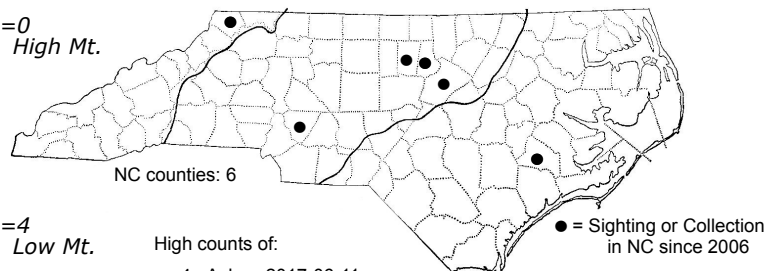 =0
High Mt.
NC counties: 6
=4
Low Mt.
High counts of:
● = Sighting or Collection
in NC since 2006